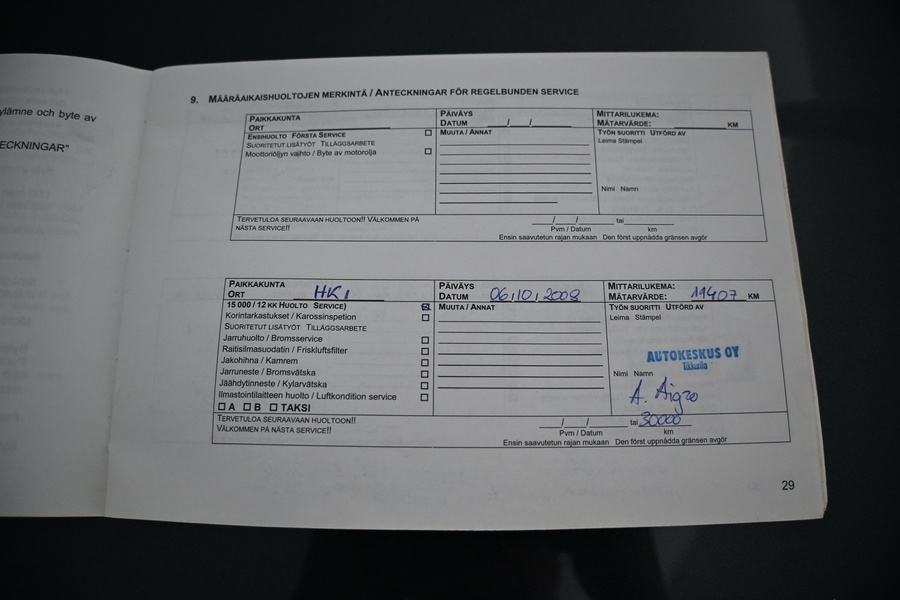 ylämne och byte av
ECKNINGAR"
9. MÄÄRÄAIKAISHUOLTOJEN MERKINTÄ / ANTECKNINGAR FÖR REGELBUNDEN SERVICE
PAIKKAKUNTA
ORT
PÄIVÄYS
DATUM / /
MITTARILUKEMA:
MÄTARVÄRDE: KM
ENSIHUOLTO FÖRSTA SERVICE
SUORITETUT LISÄTYÖT TILLÄGGSARBETE
Moottoriöljyn vaihto / Byte av motorolja
MUUTA / ANNAT
TYÖN SUORITTI UTFÖRD AV
Leima Stämpel
Nimi Namn
TERVETULOA SEURAAVAAN HUOLTOON!! VÄLKOMMEN PÅ
NÄSTA SERVICE!!
/ / tai
Pvm / Datum km
Ensin saavutetun rajan mukaan Den först uppnådda gränsen avgör
PAIKKAKUNTA
ORT HKI
PÄIVÄYS
DATUM 06/10/2008
MITTARILUKEMA:
MÄTARVÄRDE: 11407 KM
15 000 / 12 KK HUOLTO SERVICE)
Korintarkastukset / Karossinspetion
SUORITETUT LISÄTYÖT TILLÄGGSARBETE
Jarruhuolto / Bromsservice
Raitisilmasuodatin / Friskluftsfilter
Jakohihna / Kamrem
Jarruneste / Bromsvätska
Jäähdytinneste / Kylarvätska
Ilmastointilaitteen huolto / Luftkondition service
A B TAKSI
MUUTA / ANNAT
TYÖN SUORITTI UTFÖRD AV
Leima Stämpel
AUTOKESKUS OY
Tikkurila
Nimi Namn
A. Aigro
TERVETULOA SEURAAVAAN HUOLTOON!!
VÄLKOMMEN PÅ NÄSTA SERVICE!!
/ / tai 30000
Pvm / Datum km
Ensin saavutetun rajan mukaan Den först uppnådda gränsen avgör
29